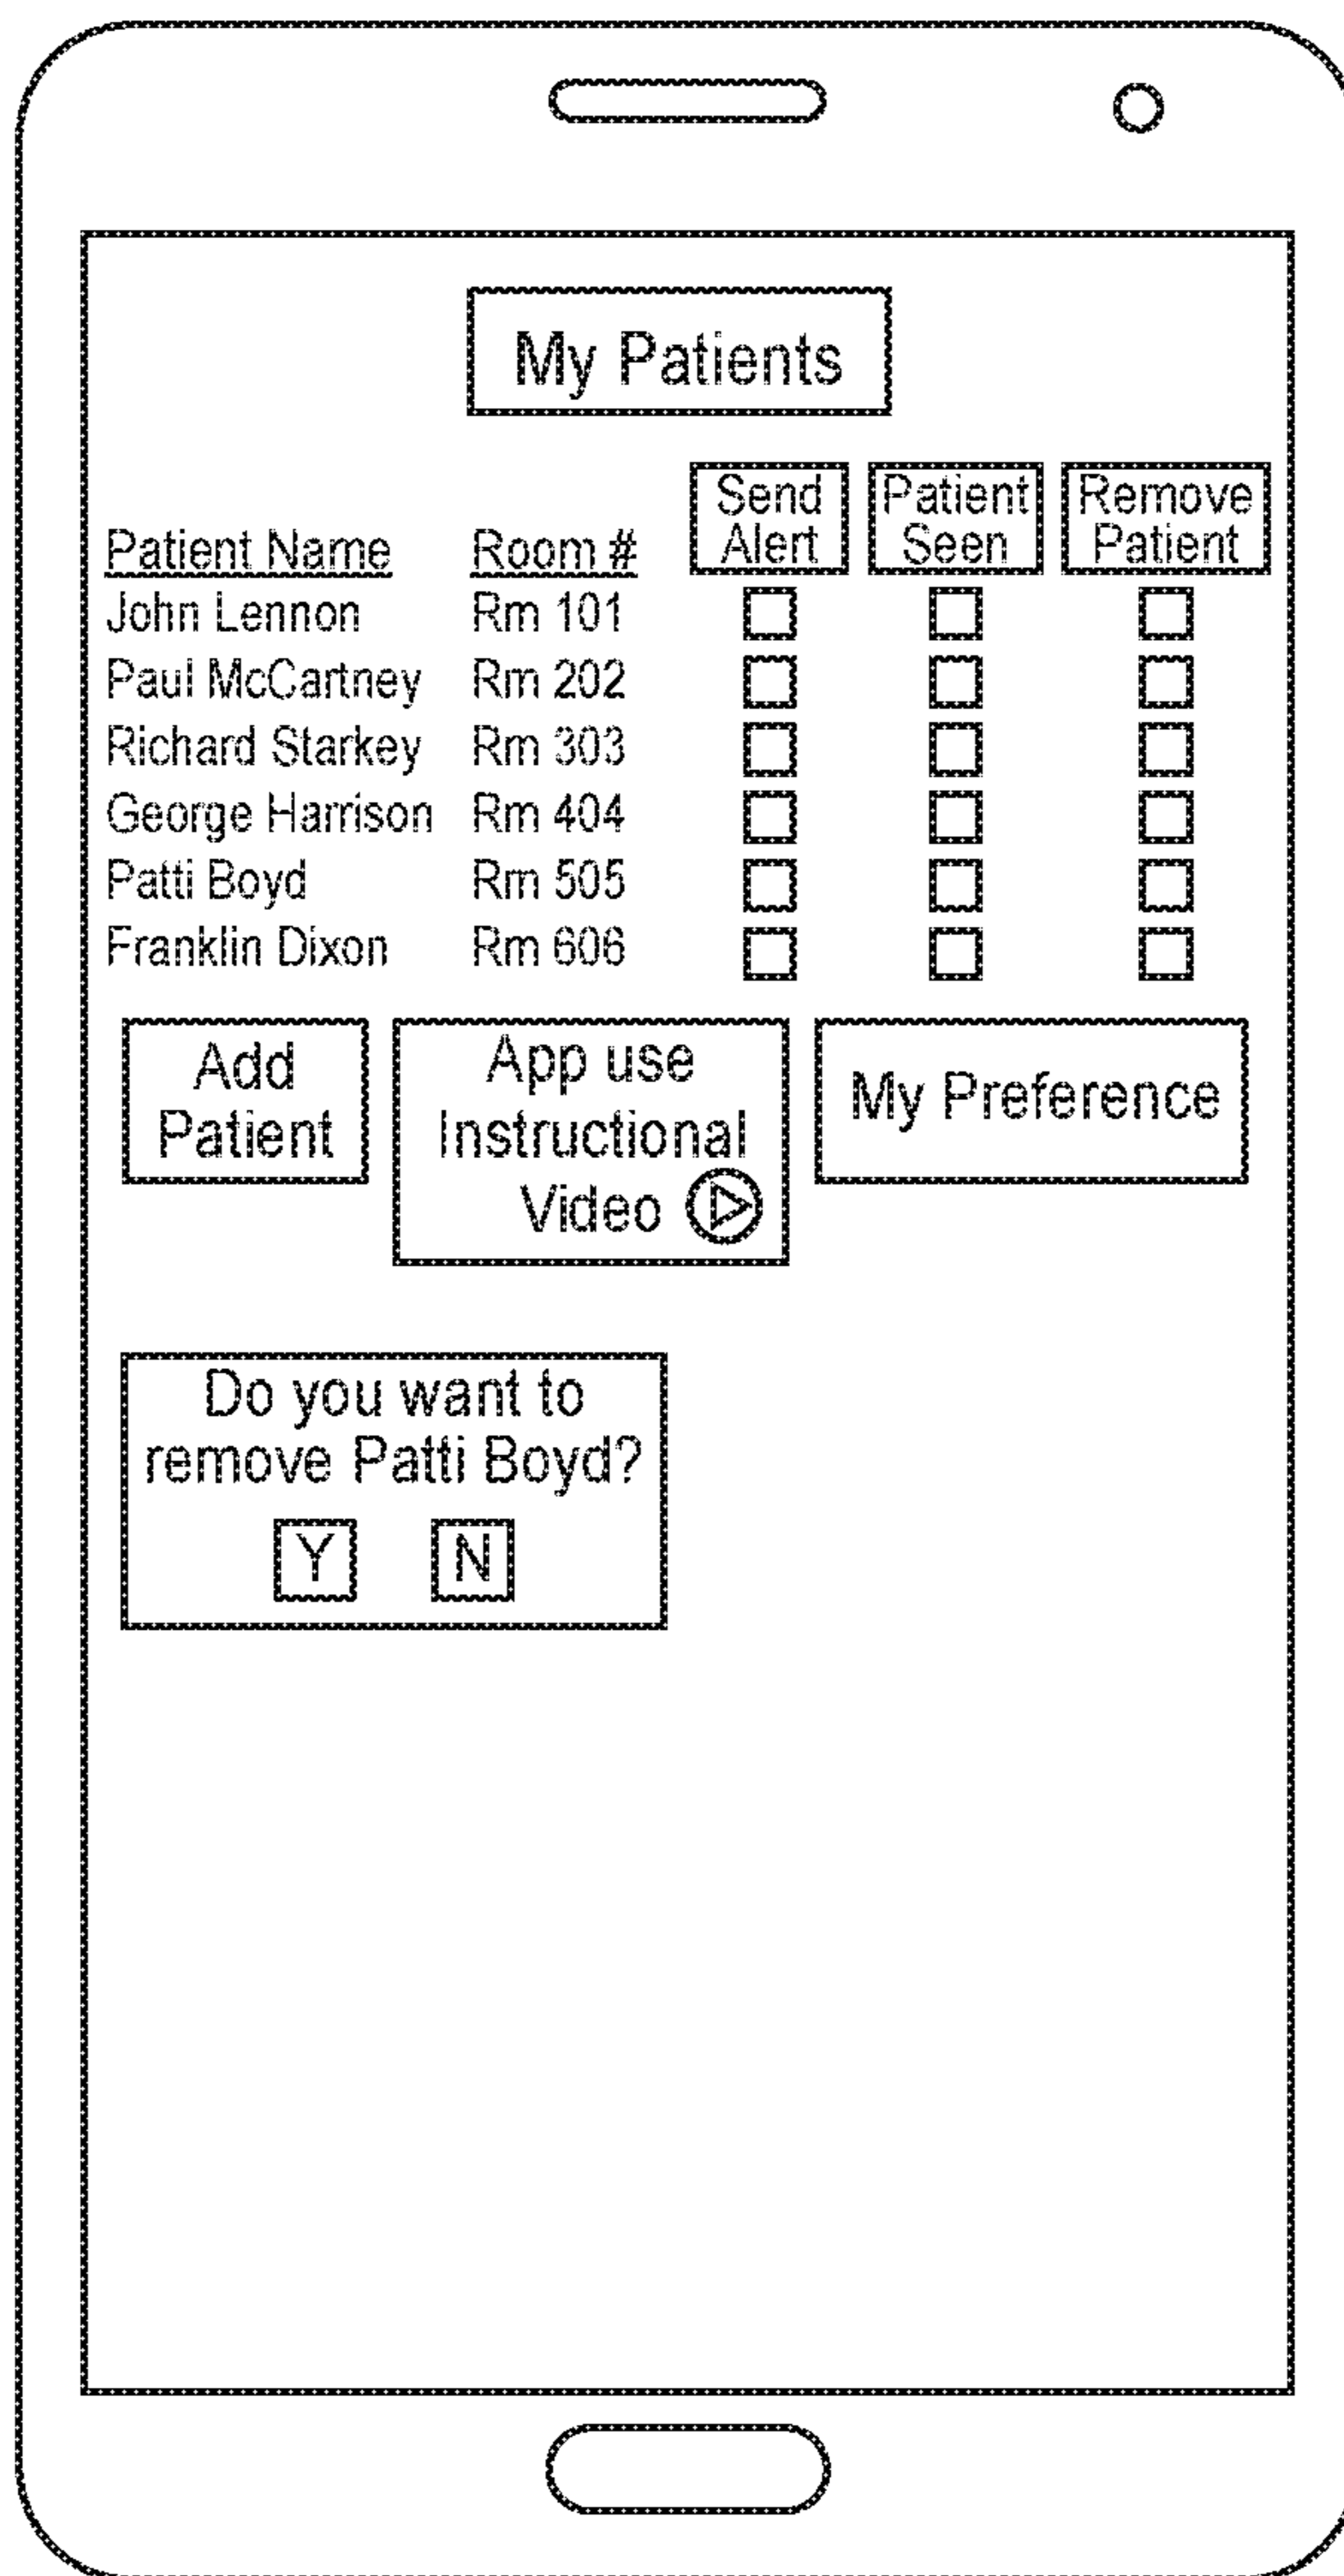 My Patients
Send Patient Remove
Alert Seen Patient
Patient Name Room #
John Lennon Rm 101
Paul McCartney Rm 202
Richard Starkey Rm 303
George Harrison Rm 404
Patti Boyd Rm 505
Franklin Dixon Rm 606
Add
Patient
App use
Instructional
Video
My Preference
Do you want to
remove Patti Boyd?
Y N